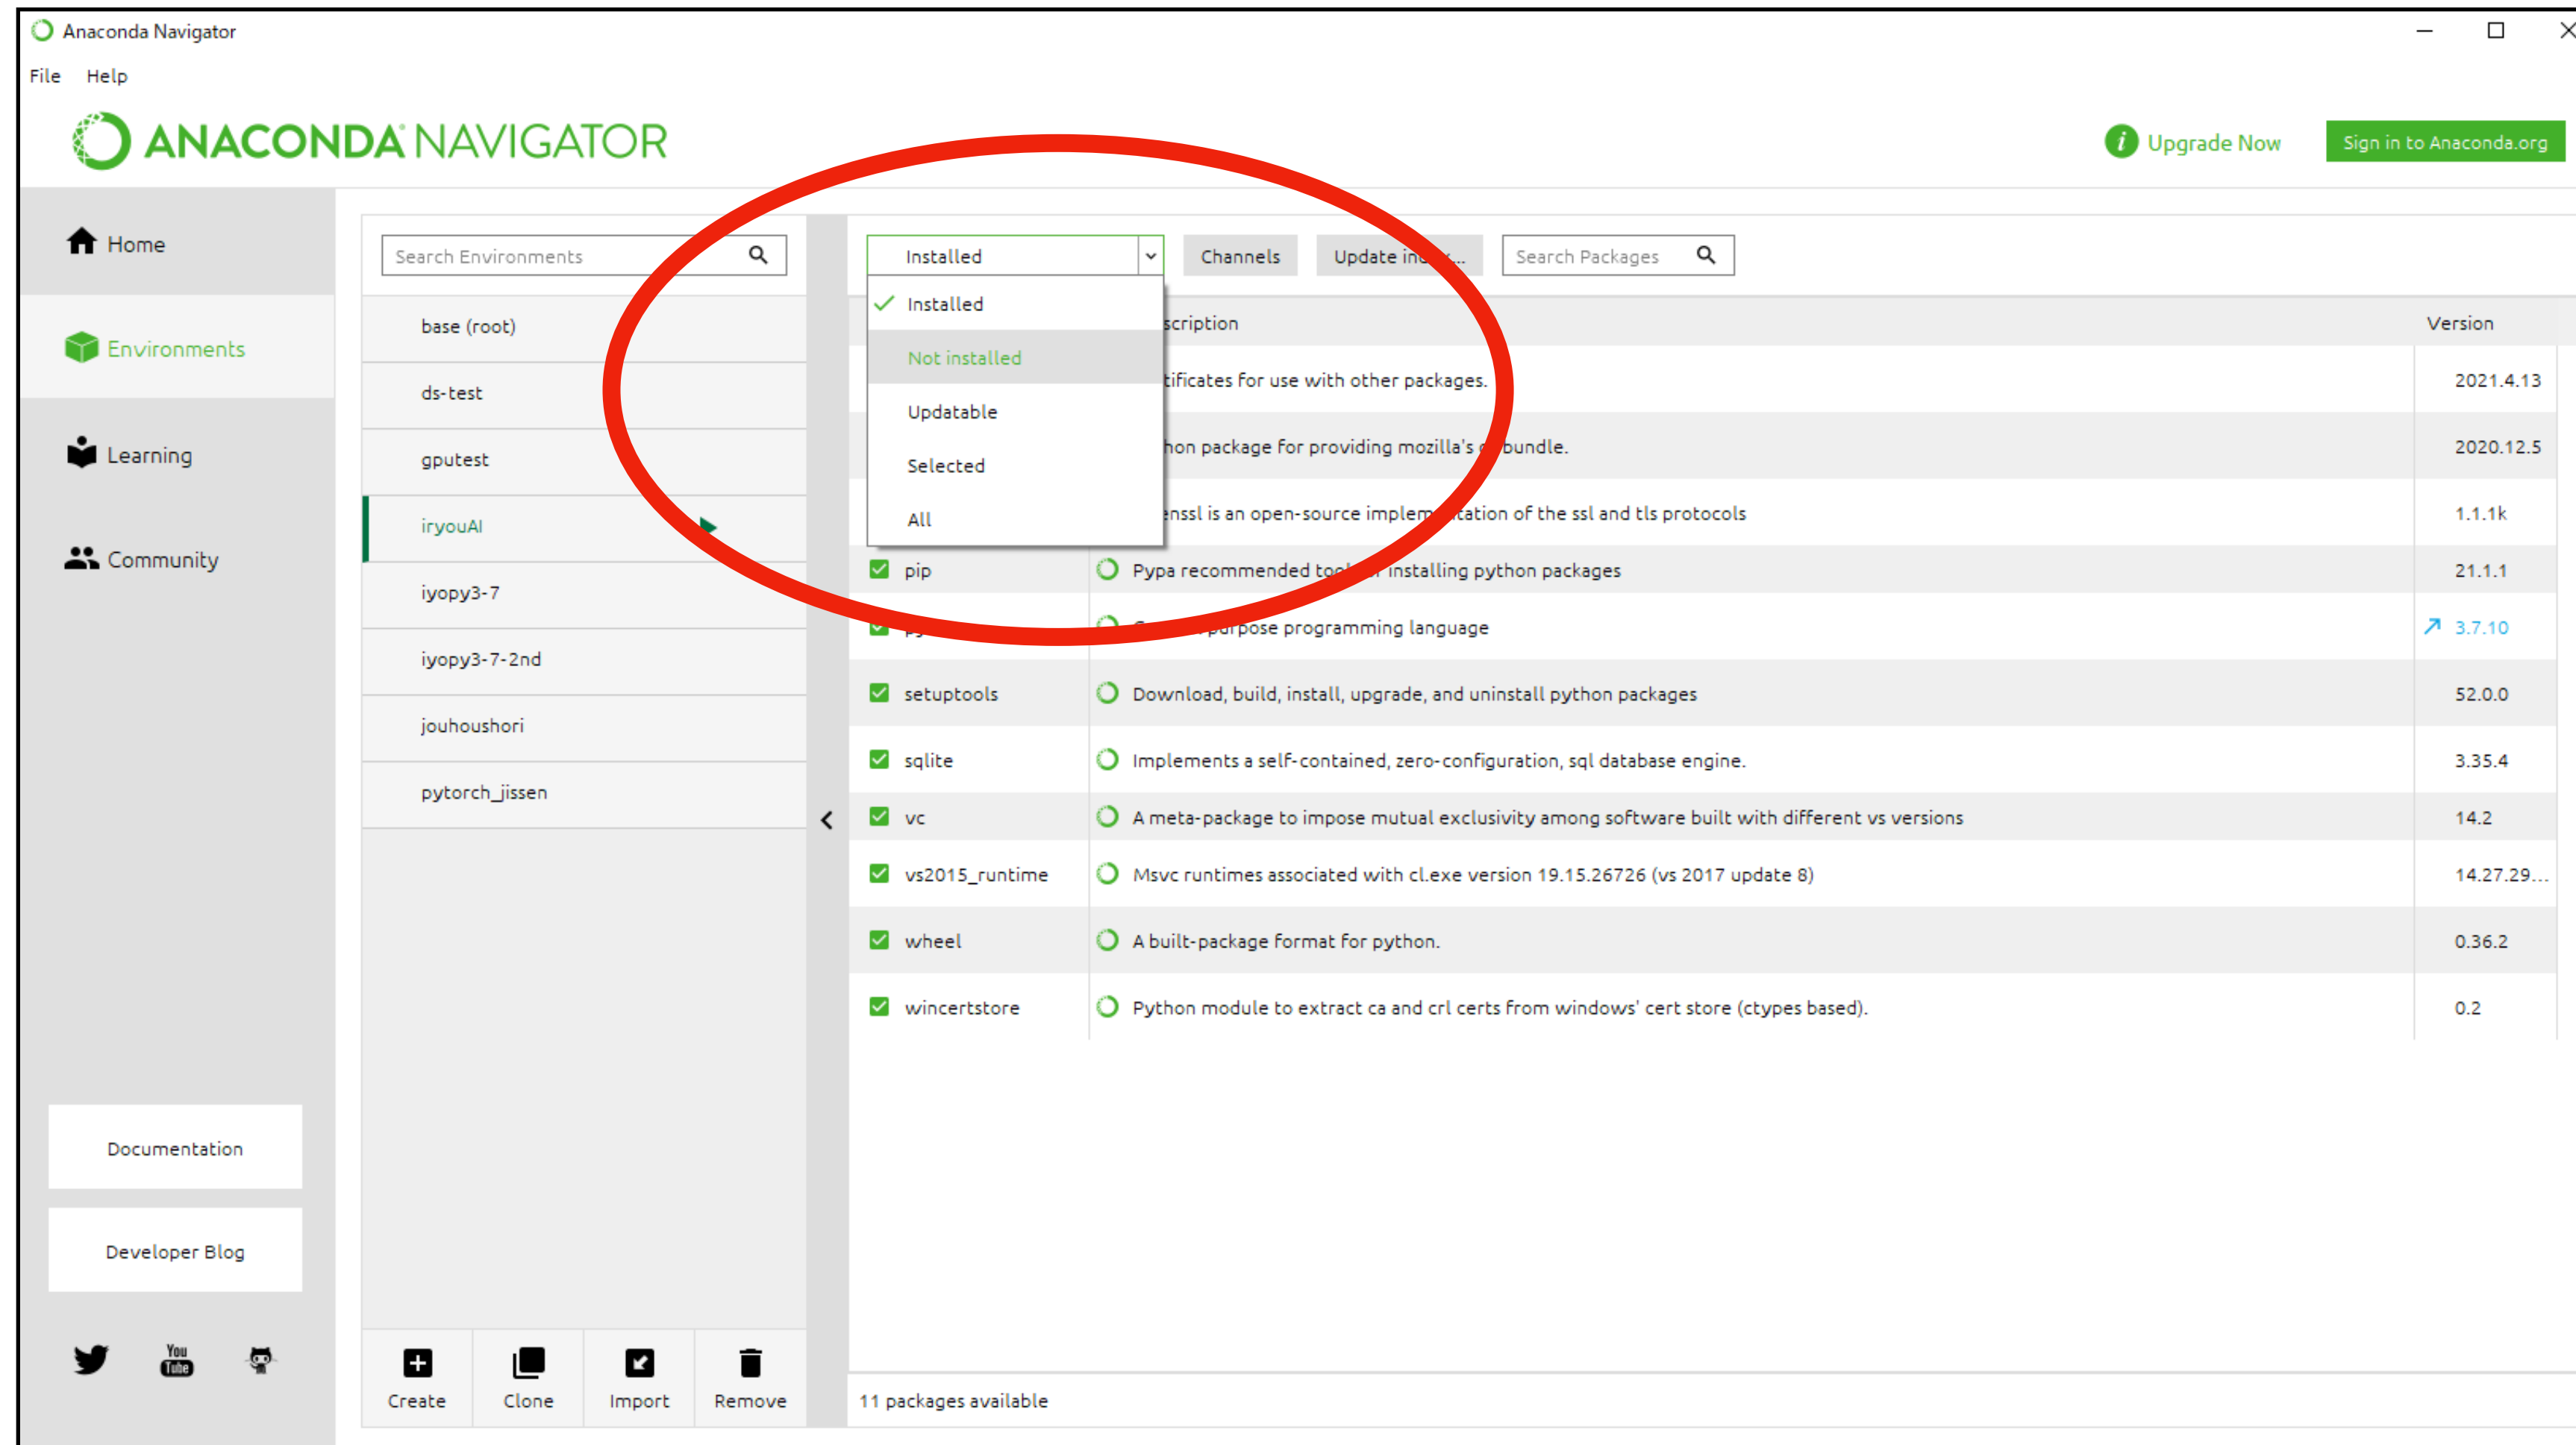 Anaconda Navigator
File Help
ANACONDA NAVIGATOR
Upgrade Now
Sign in to Anaconda.org
Home
Environments
Learning
Community
Documentation
Developer Blog
You Tube
Search Environments
base (root)
ds-test
gputest
iryouAI
iyopy3-7
iyopy3-7-2nd
jouhoushori
pytorch_jissen
Create Clone Import Remove
Installed Channels Update Search Packages
Installed
Not installed
Updatable
Selected
All
scription Version
tificates for use with other packages. 2021.4.13
hon package for providing mozilla's bundle. 2020.12.5
enssl is an open-source implem tation of the ssl and tls protocols 1.1.1k
pip Pypa recommended installing python packages 21.1.1
purpose programming language 3.7.10
setuptools Download, build, install, upgrade, and uninstall python packages 52.0.0
sqlite Implements a self-contained, zero-configuration, sql database engine. 3.35.4
vc A meta-package to impose mutual exclusivity among software built with different vs versions 14.2
vs2015_runtime Msvc runtimes associated with cl.exe version 19.15.26726 (vs 2017 update 8) 14.27.29...
wheel A built-package format for python. 0.36.2
wincertstore Python module to extract ca and crl certs from windows' cert store (ctypes based). 0.2
11 packages available